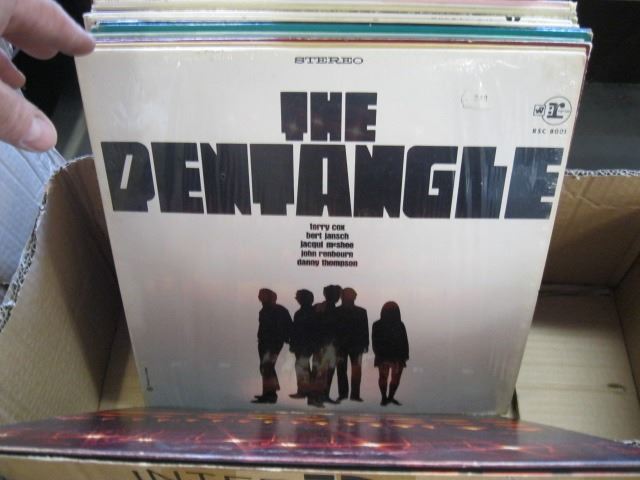 STEREO
THE
PENTANGLE
terry cox
bert jansch
jacqui mcshee
john renbourn
danny thompson
RSC 8001